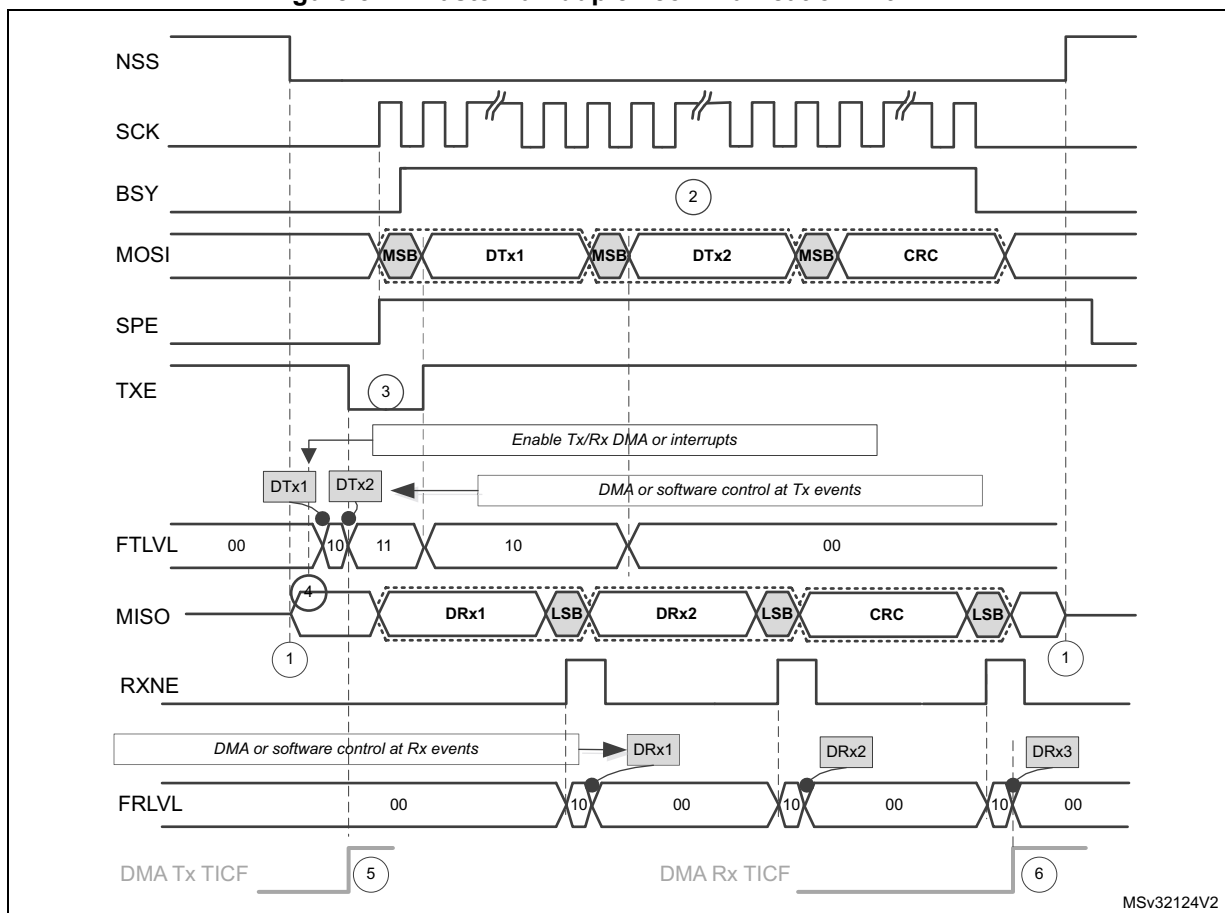 NSS
SCK
BSY
2
MOSI
MSB DTx1 MSB DTx2 MSB CRC
SPE
TXE
3
Enable Tx/Rx DMA or interrupts
DTx1 DTx2
DMA or software control at Tx events
FTLVL
00 10 11 10 00
4
MISO
DRx1 LSB DRx2 LSB CRC LSB
1 1
RXNE
DMA or software control at Rx events
DRx1 DRx2 DRx3
FRLVL
00 10 00 10 00 10 00
DMA Tx TICF 5
DMA Rx TICF 6
MSv32124V2